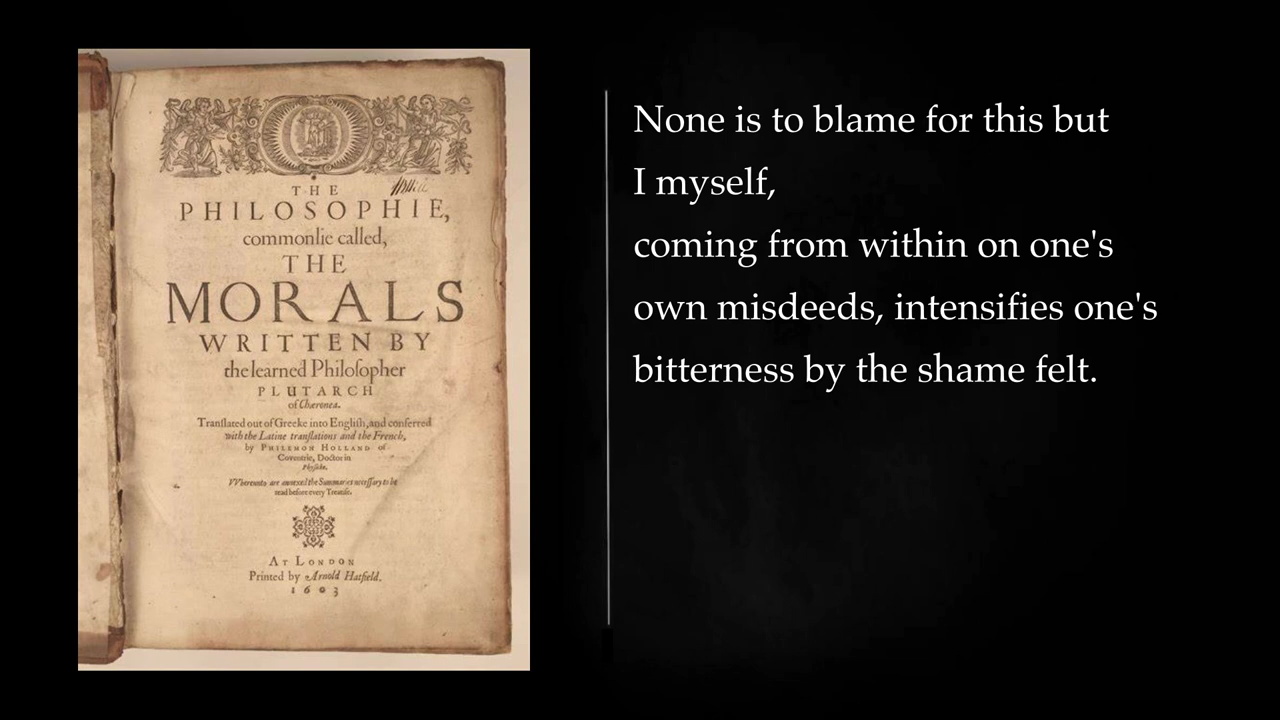 THE
PHILOSOPHIE,
commonlie called,
THE
MORALS
WRITTEN BY
the learned Philoſopher
PLUTARCH
of Chæronea.
Tranſlated out of Greeke into Engliſh, and conferred
with the Latine tranſlations and the French,
by PHILEMON HOLLAND of
Coventrie, Doctor in
Phyſicke.
VVhereunto are annexed the Summaries neceſſary to be
read before every Treatiſe.
AT LONDON
Printed by Arnold Hatfield.
1603
None is to blame for this but
I myself,
coming from within on one's
own misdeeds, intensifies one's
bitterness by the shame felt.